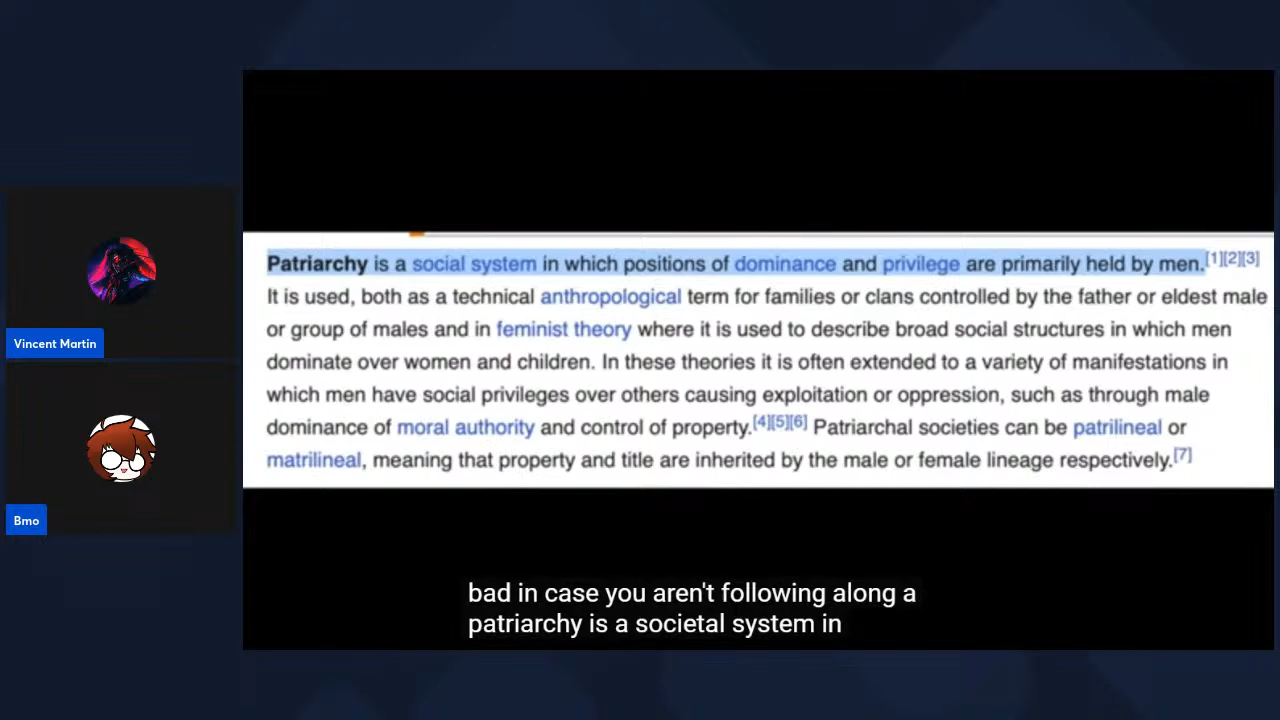 Patriarchy is a social system in which positions of dominance and privilege are primarily held by men.[1][2][3]
It is used, both as a technical anthropological term for families or clans controlled by the father or eldest male
or group of males and in feminist theory where it is used to describe broad social structures in which men
dominate over women and children. In these theories it is often extended to a variety of manifestations in
which men have social privileges over others causing exploitation or oppression, such as through male
dominance of moral authority and control of property.[4][5][6] Patriarchal societies can be patrilineal or
matrilineal, meaning that property and title are inherited by the male or female lineage respectively.[7]
Vincent Martin
Bmo
bad in case you aren't following along a
patriarchy is a societal system in